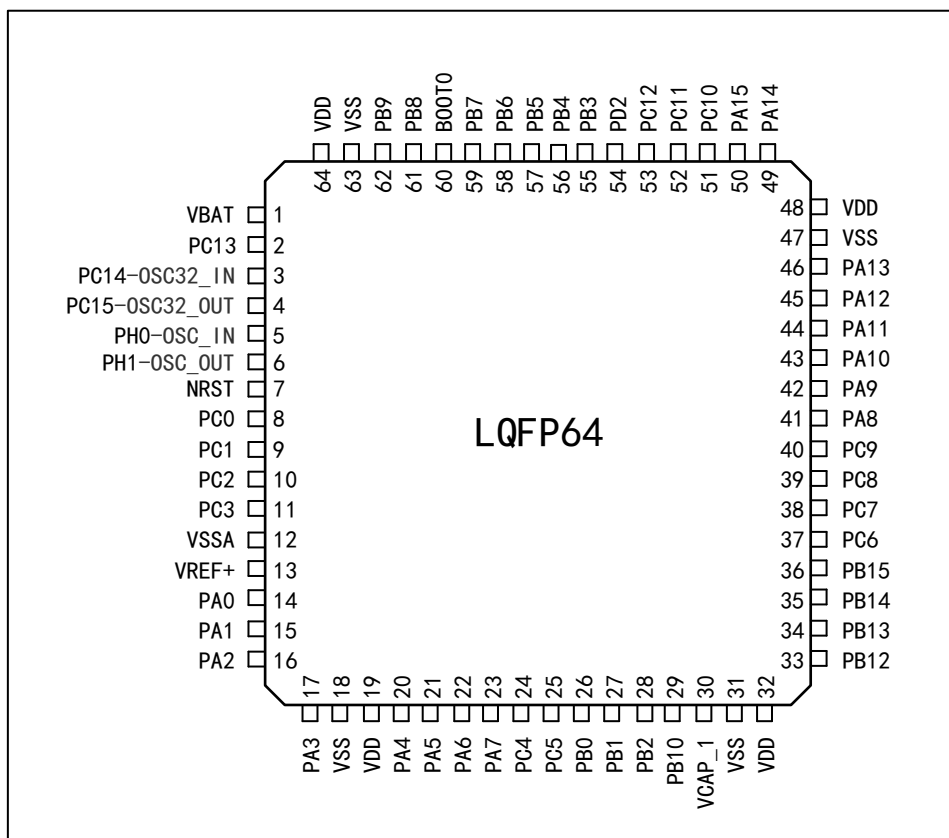 VDD VSS PB9 PB8 BOOT0 PB7 PB6 PB5 PB4 PB3 PD2 PC12 PC11 PC10 PA15 PA14
64 63 62 61 60 59 58 57 56 55 54 53 52 51 50 49
VBAT 1
PC13 2
PC14-OSC32_IN 3
PC15-OSC32_OUT 4
PH0-OSC_IN 5
PH1-OSC_OUT 6
NRST 7
PC0 8
PC1 9
PC2 10
PC3 11
VSSA 12
VREF+ 13
PA0 14
PA1 15
PA2 16
LQFP64
48 VDD
47 VSS
46 PA13
45 PA12
44 PA11
43 PA10
42 PA9
41 PA8
40 PC9
39 PC8
38 PC7
37 PC6
36 PB15
35 PB14
34 PB13
33 PB12
17 18 19 20 21 22 23 24 25 26 27 28 29 30 31 32
PA3 VSS VDD PA4 PA5 PA6 PA7 PC4 PC5 PB0 PB1 PB2 PB10 VCAP_1 VSS VDD